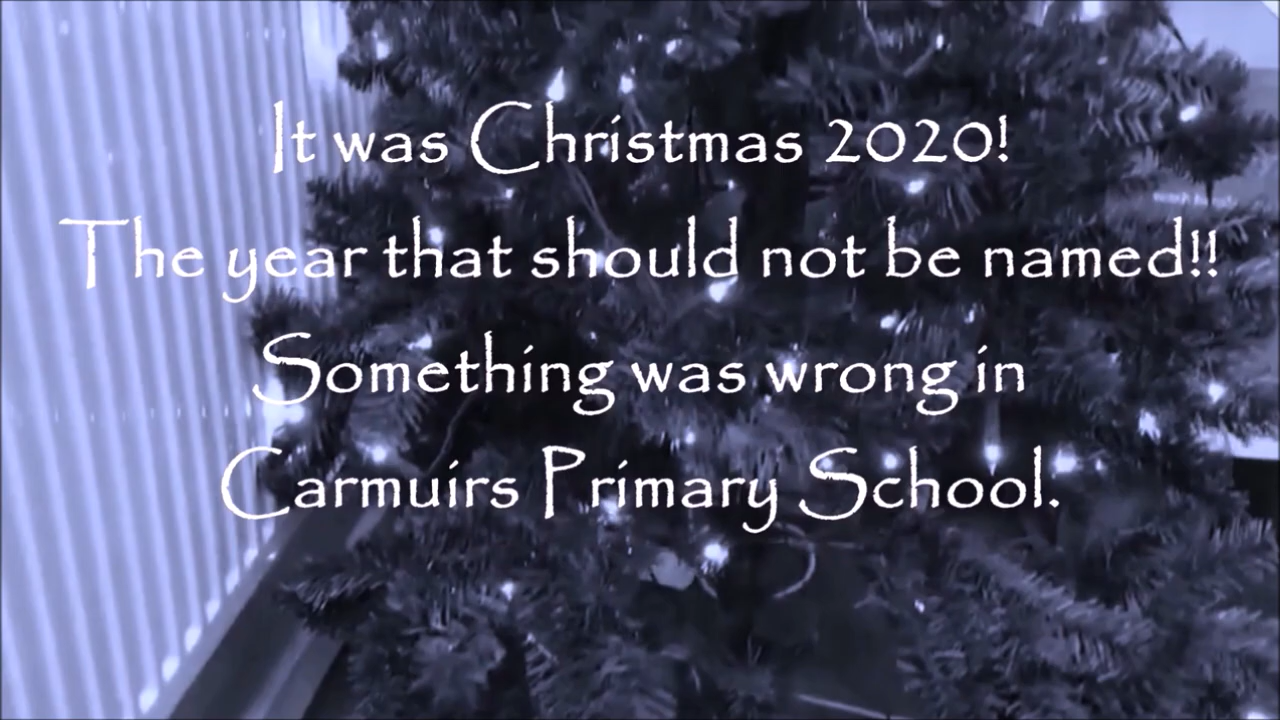 It was Christmas 2020!
The year that should not be named!!
Something was wrong in
Carmuirs Primary School.